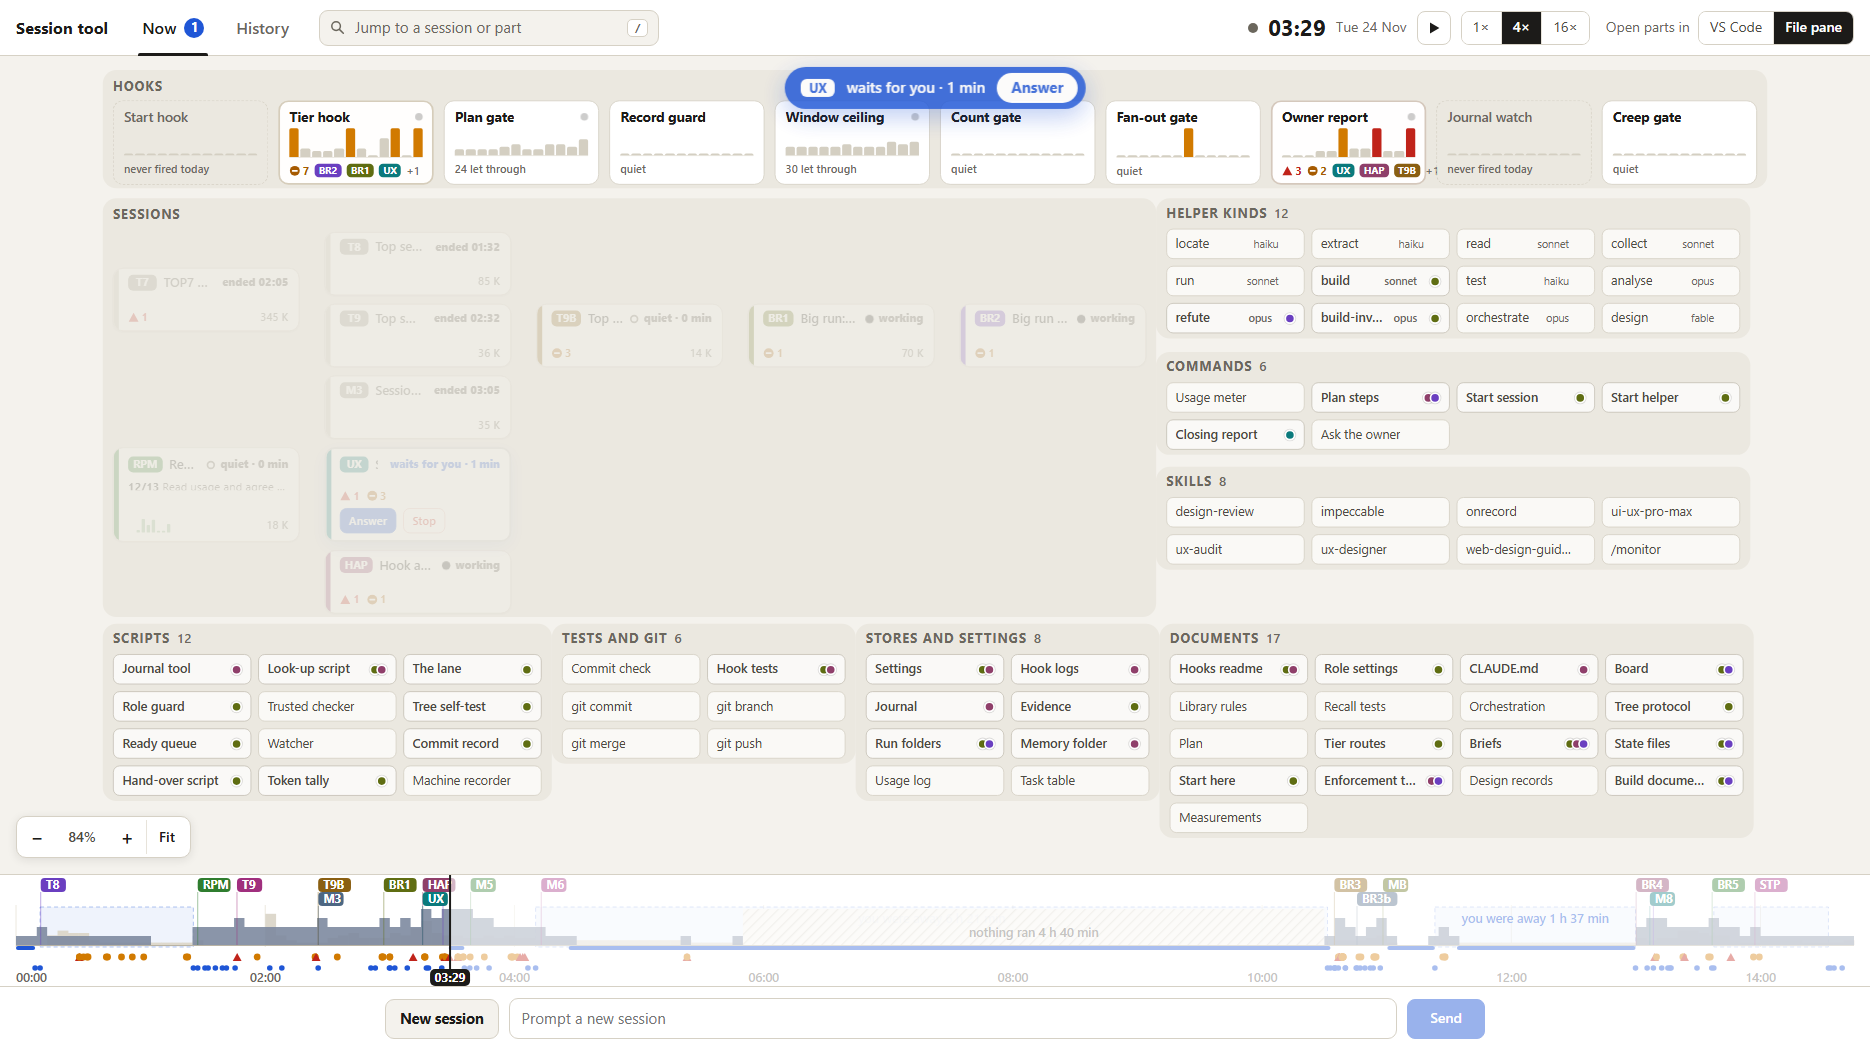 Session tool
Now 1
History
Jump to a session or part /
03:29 Tue 24 Nov
1× 4× 16×
Open parts in VS Code File pane
HOOKS
UX waits for you · 1 min Answer
Start hook
never fired today
Tier hook
7 BR2 BR1 UX +1
Plan gate
24 let through
Record guard
quiet
Window ceiling
30 let through
Count gate
quiet
Fan-out gate
quiet
Owner report
3 2 UX HAP T9B +1
Journal watch
never fired today
Creep gate
quiet
SESSIONS
T8 Top se... ended 01:32
85 K
T7 TOP7 ... ended 02:05
1 345 K
T9 Top s... ended 02:32
36 K
T9B Top ... quiet · 0 min
3 14 K
BR1 Big run:... working
1 70 K
BR2 Big run ... working
1
M3 Sessio... ended 03:05
35 K
RPM Re... quiet · 0 min
12/13 Read usage and agree ...
18 K
UX waits for you · 1 min
1 3
Answer Stop
HAP Hook a... working
1 1
HELPER KINDS 12
locate haiku
extract haiku
read sonnet
collect sonnet
run sonnet
build sonnet
test haiku
analyse opus
refute opus
build-inv... opus
orchestrate opus
design fable
COMMANDS 6
Usage meter
Plan steps
Start session
Start helper
Closing report
Ask the owner
SKILLS 8
design-review
impeccable
onrecord
ui-ux-pro-max
ux-audit
ux-designer
web-design-guid...
/monitor
SCRIPTS 12
Journal tool
Look-up script
The lane
Role guard
Trusted checker
Tree self-test
Ready queue
Watcher
Commit record
Hand-over script
Token tally
Machine recorder
TESTS AND GIT 6
Commit check
Hook tests
git commit
git branch
git merge
git push
STORES AND SETTINGS 8
Settings
Hook logs
Journal
Evidence
Run folders
Memory folder
Usage log
Task table
DOCUMENTS 17
Hooks readme
Role settings
CLAUDE.md
Board
Library rules
Recall tests
Orchestration
Tree protocol
Plan
Tier routes
Briefs
State files
Start here
Enforcement t...
Design records
Build docume...
Measurements
− 84% + Fit
T8 RPM T9 T9B BR1 HAP M5 M6 BR3 MB BR4 BR5 STP
M3 UX BR3b M8
you were away 1 h 37 min
nothing ran 4 h 40 min
00:00 02:00 03:29 04:00 06:00 08:00 10:00 12:00 14:00
New session
Prompt a new session
Send